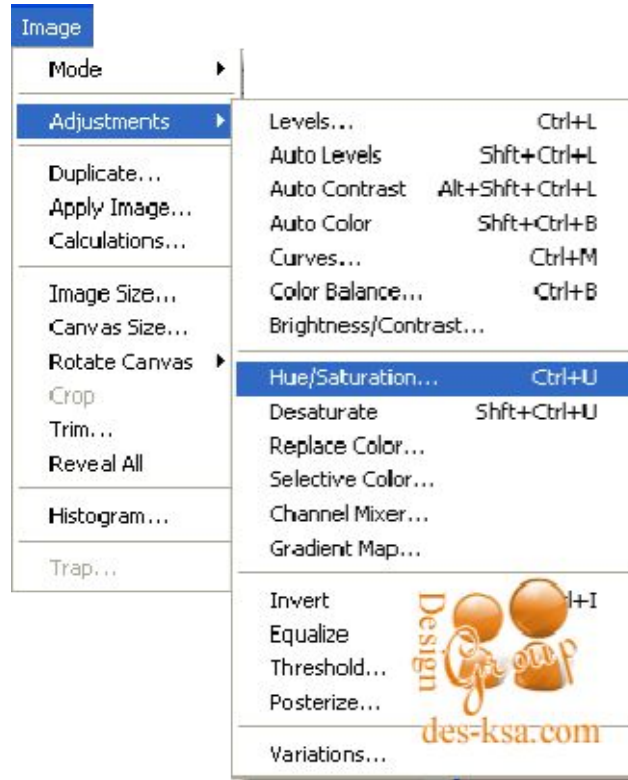 Image
Mode
Adjustments
Duplicate...
Apply Image...
Calculations...
Image Size...
Canvas Size...
Rotate Canvas
Crop
Trim...
Reveal All
Histogram...
Trap...
Levels... Ctrl+L
Auto Levels Shft+Ctrl+L
Auto Contrast Alt+Shft+Ctrl+L
Auto Color Shft+Ctrl+B
Curves... Ctrl+M
Color Balance... Ctrl+B
Brightness/Contrast...
Hue/Saturation... Ctrl+U
Desaturate Shft+Ctrl+U
Replace Color...
Selective Color...
Channel Mixer...
Gradient Map...
Invert
Equalize
Threshold...
Posterize...
Variations...
Design
Group
des-ksa.com